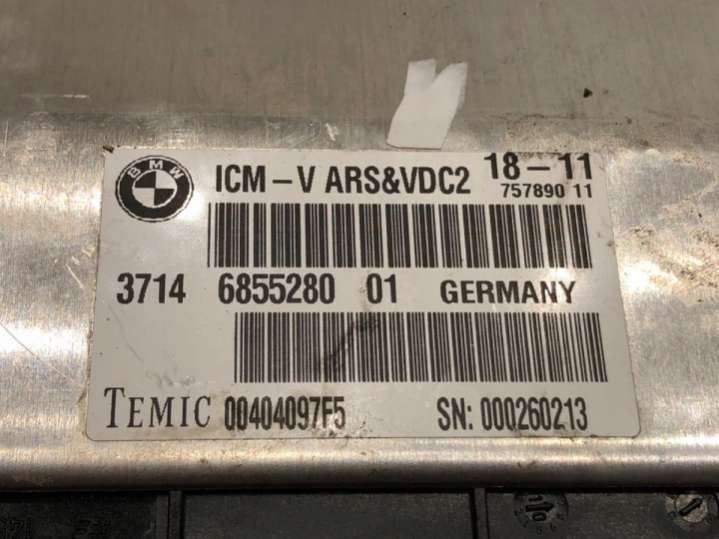 BMW
ICM-V ARS&VDC2 18-11
757890 11
3714 6855280 01 GERMANY
TEMIC 00404097F5 SN: 000260213